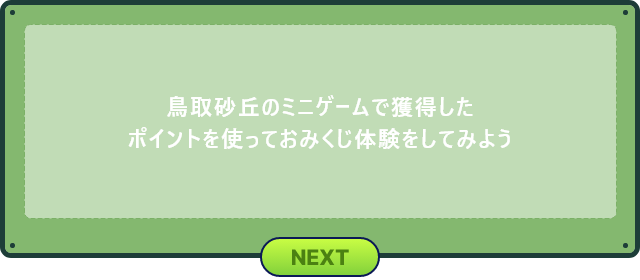 鳥取砂丘のミニゲームで獲得した
ポイントを使っておみくじ体験をしてみよう
NEXT